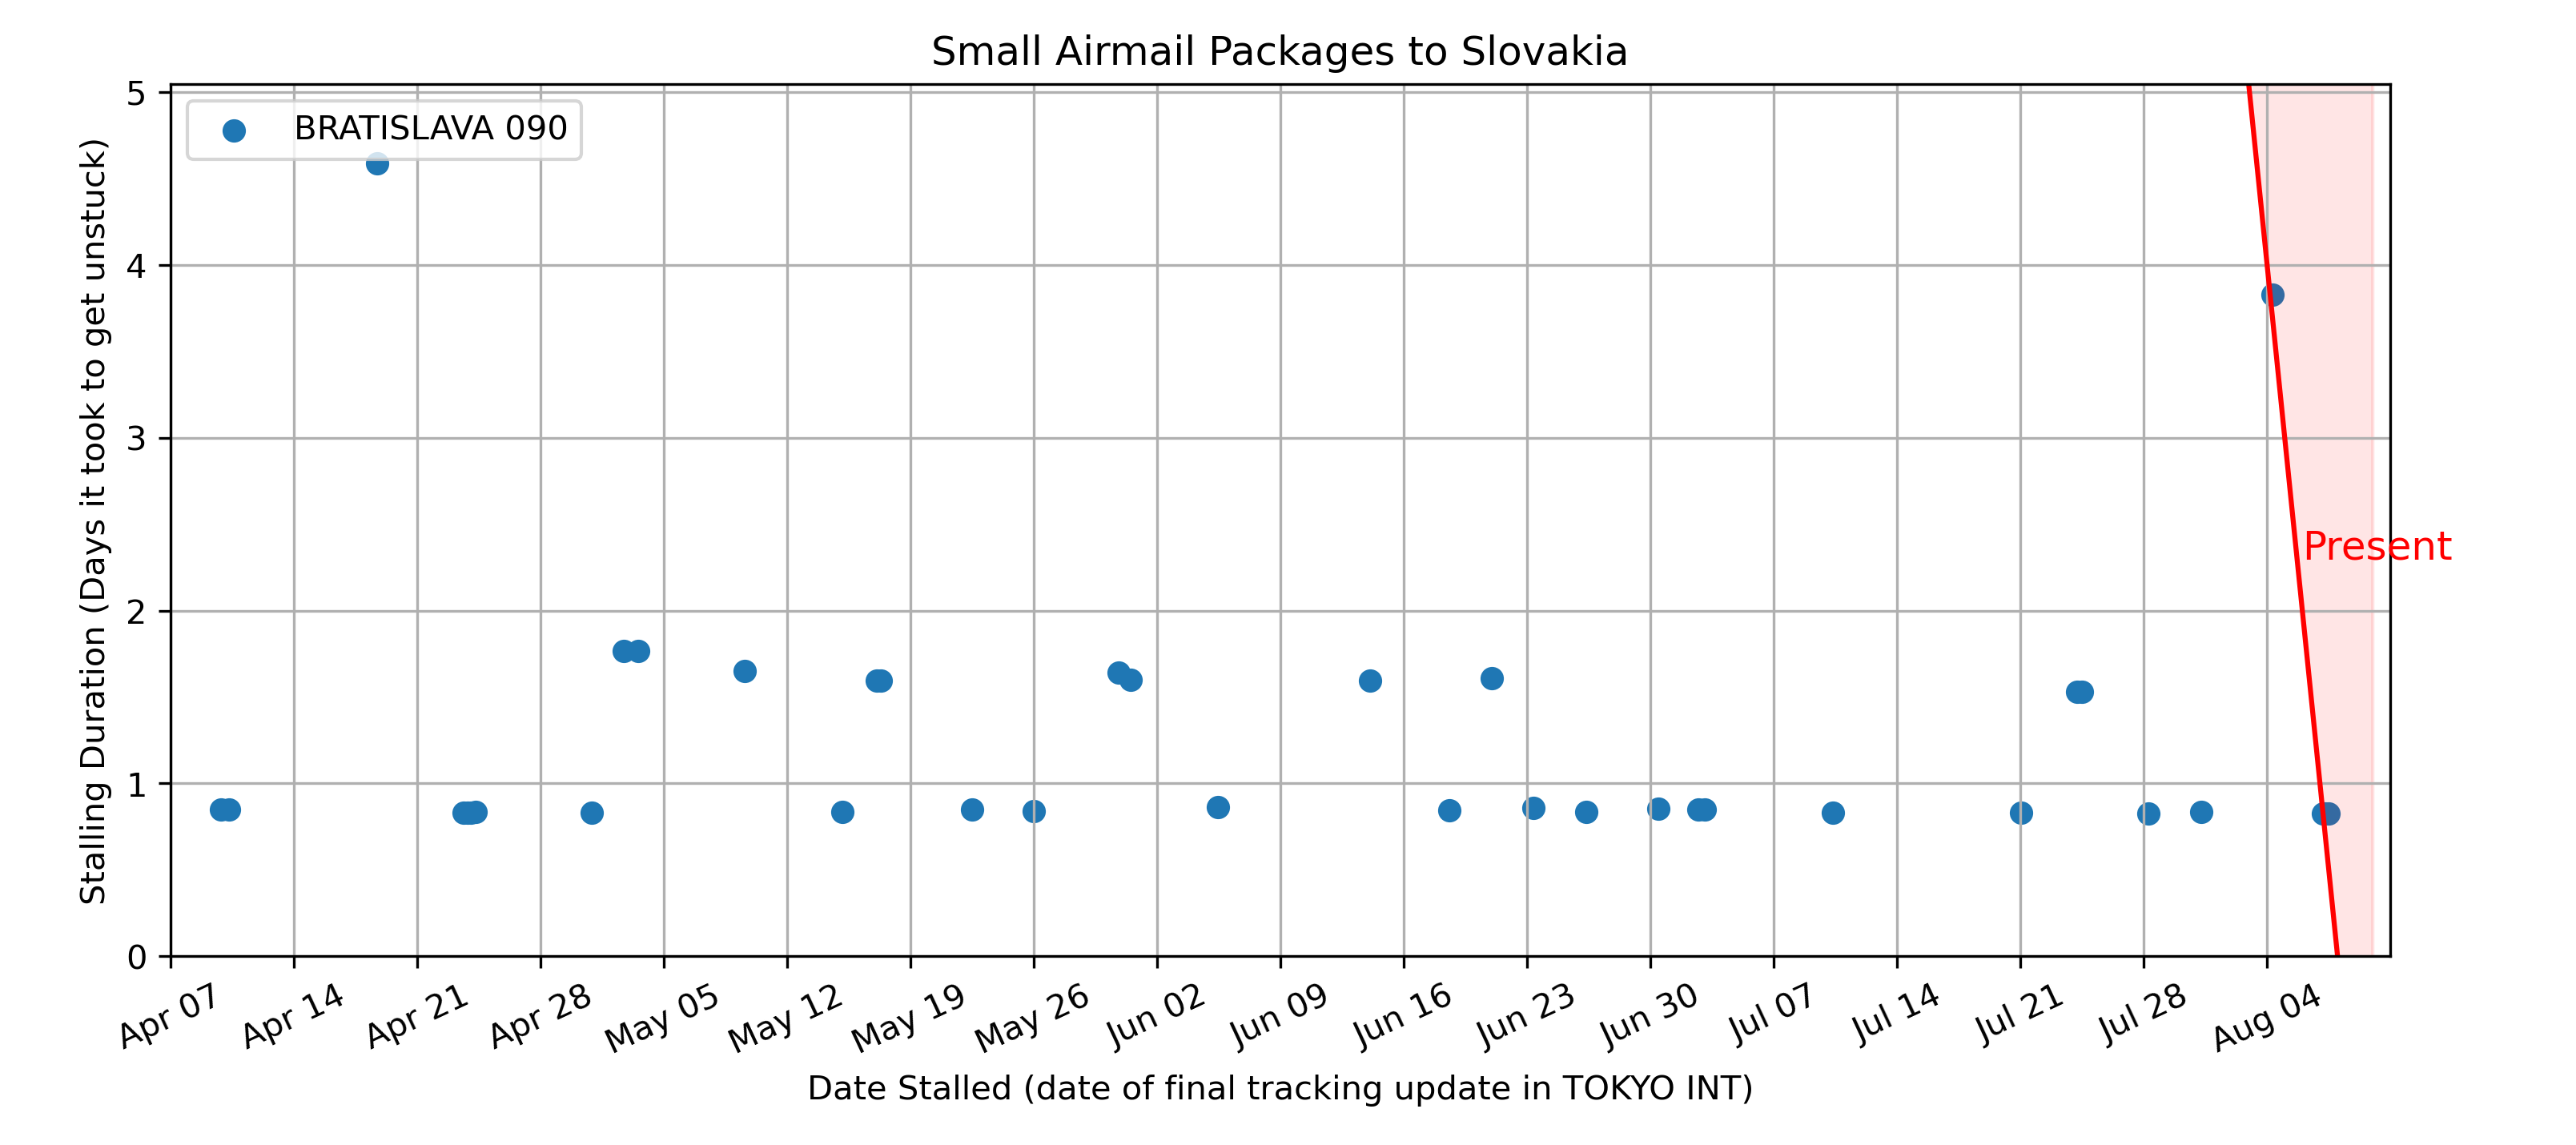 Small Airmail Packages to Slovakia
BRATISLAVA 090
Stalling Duration (Days it took to get unstuck)
5
4
3
2
1
0
Present
Apr 07
Apr 14
Apr 21
Apr 28
May 05
May 12
May 19
May 26
Jun 02
Jun 09
Jun 16
Jun 23
Jun 30
Jul 07
Jul 14
Jul 21
Jul 28
Aug 04
Date Stalled (date of final tracking update in TOKYO INT)